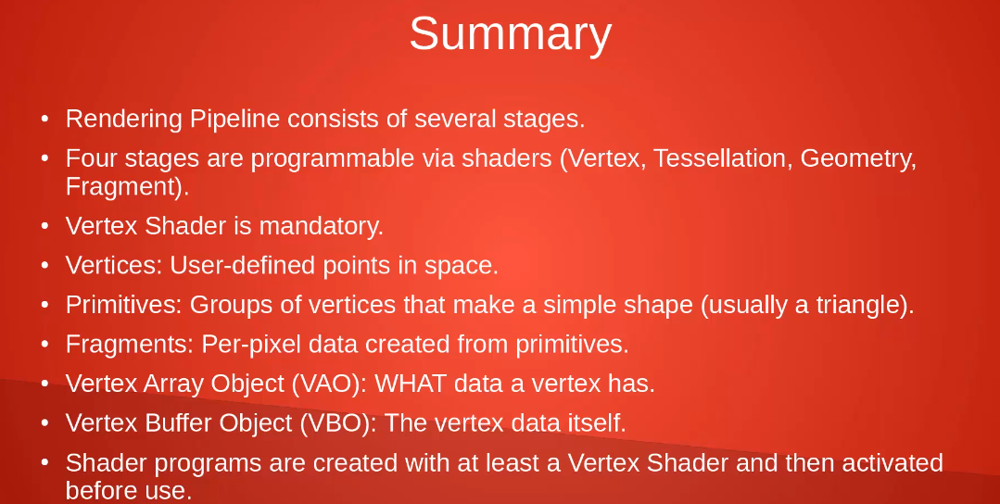 Summary
• Rendering Pipeline consists of several stages.
• Four stages are programmable via shaders (Vertex, Tessellation, Geometry,
Fragment).
• Vertex Shader is mandatory.
• Vertices: User-defined points in space.
• Primitives: Groups of vertices that make a simple shape (usually a triangle).
• Fragments: Per-pixel data created from primitives.
• Vertex Array Object (VAO): WHAT data a vertex has.
• Vertex Buffer Object (VBO): The vertex data itself.
• Shader programs are created with at least a Vertex Shader and then activated
before use.